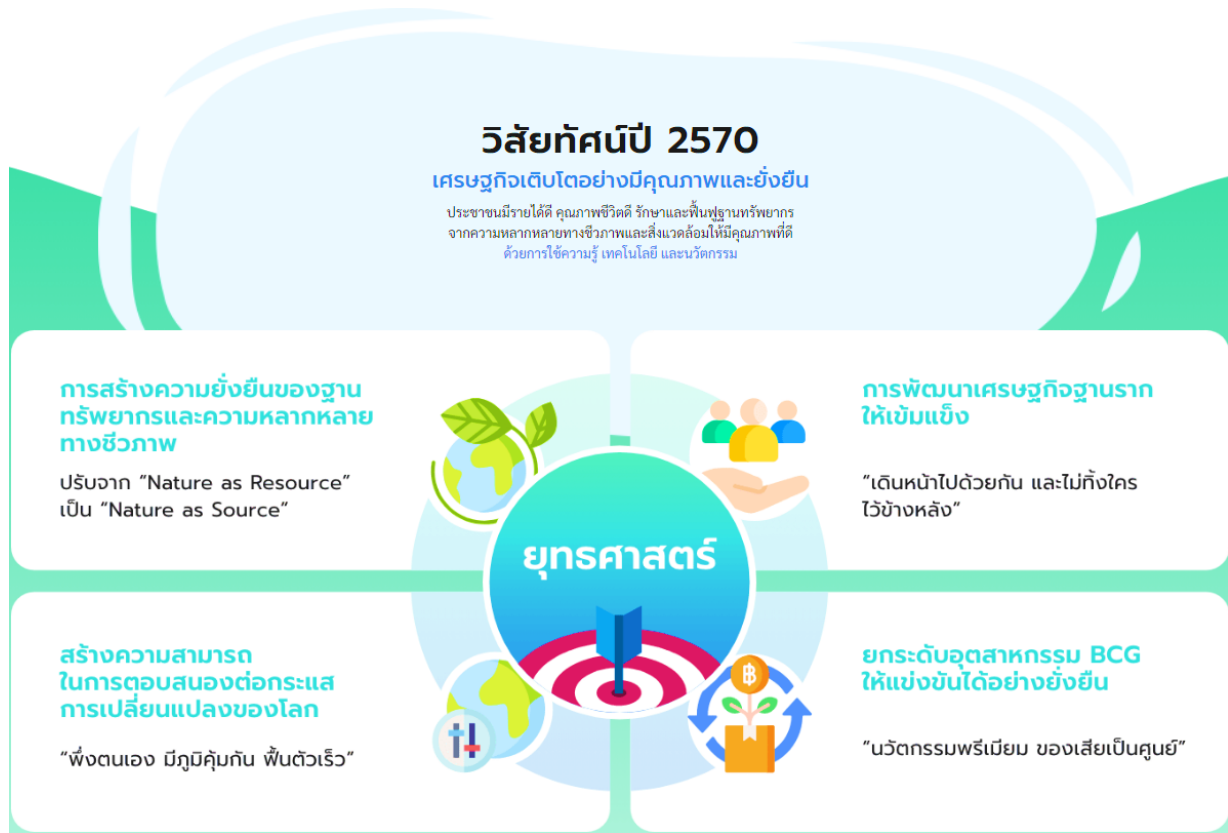 วิสัยทัศน์ปี 2570
เศรษฐกิจเติบโตอย่างมีคุณภาพและยั่งยืน
ประชาชนมีรายได้ดี คุณภาพชีวิตดี รักษาและฟื้นฟูฐานทรัพยากร
จากความหลากหลายทางชีวภาพและสิ่งแวดล้อมให้มีคุณภาพที่ดี
ด้วยการใช้ความรู้ เทคโนโลยี และนวัตกรรม
การสร้างความยั่งยืนของฐาน
ทรัพยากรและความหลากหลาย
ทางชีวภาพ
ปรับจาก “Nature as Resource”
เป็น “Nature as Source”
การพัฒนาเศรษฐกิจฐานราก
ให้เข้มแข็ง
“เดินหน้าไปด้วยกัน และไม่ทิ้งใคร
ไว้ข้างหลัง”
ยุทธศาสตร์
สร้างความสามารถ
ในการตอบสนองต่อกระแส
การเปลี่ยนแปลงของโลก
“พึ่งตนเอง มีภูมิคุ้มกัน ฟื้นตัวเร็ว”
ยกระดับอุตสาหกรรม BCG
ให้แข่งขันได้อย่างยั่งยืน
“นวัตกรรมพรีเมียม ของเสียเป็นศูนย์”
฿